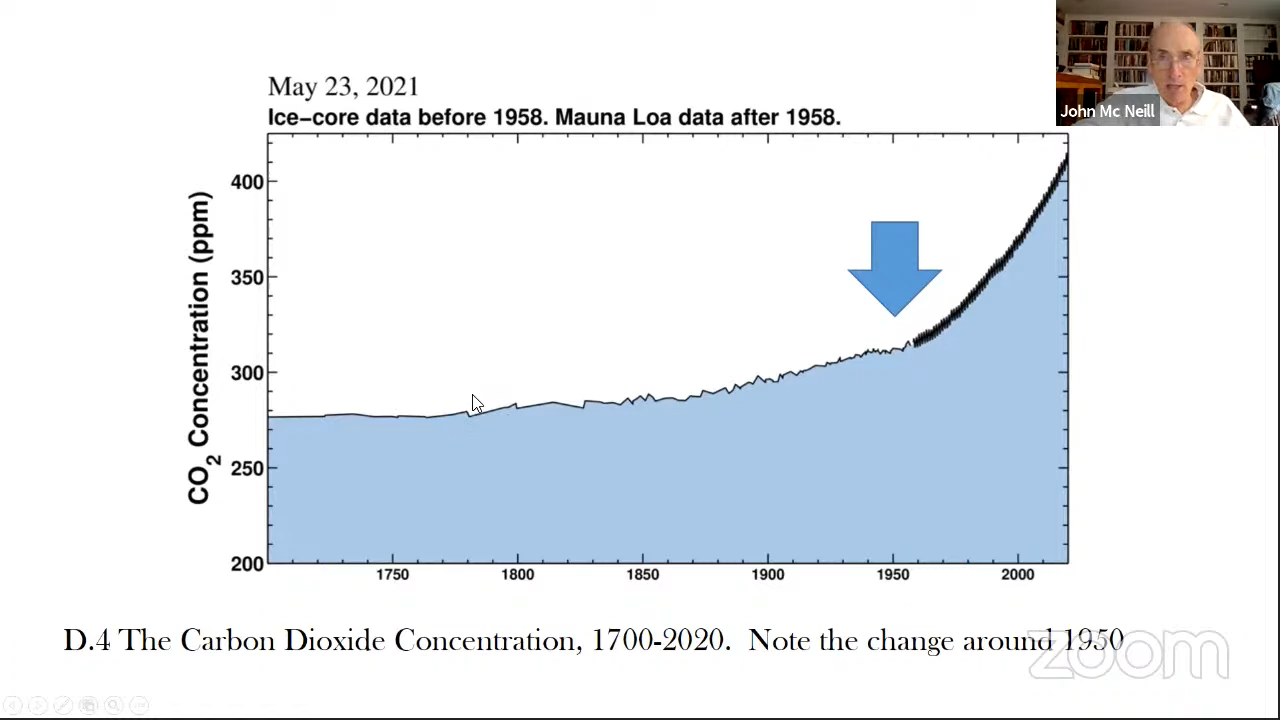 May 23, 2021
Ice-core data before 1958. Mauna Loa data after 1958.
John Mc Neill
CO2 Concentration (ppm)
400
350
300
250
200
1750 1800 1850 1900 1950 2000
D.4 The Carbon Dioxide Concentration, 1700-2020. Note the change around 1950
zoom